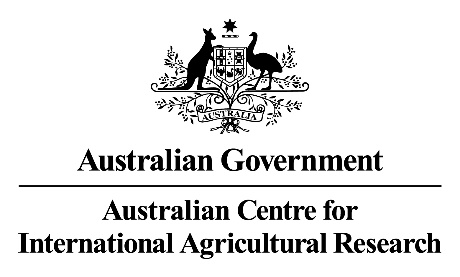 AUSTRALIA
Australian Government
Australian Centre for
International Agricultural Research